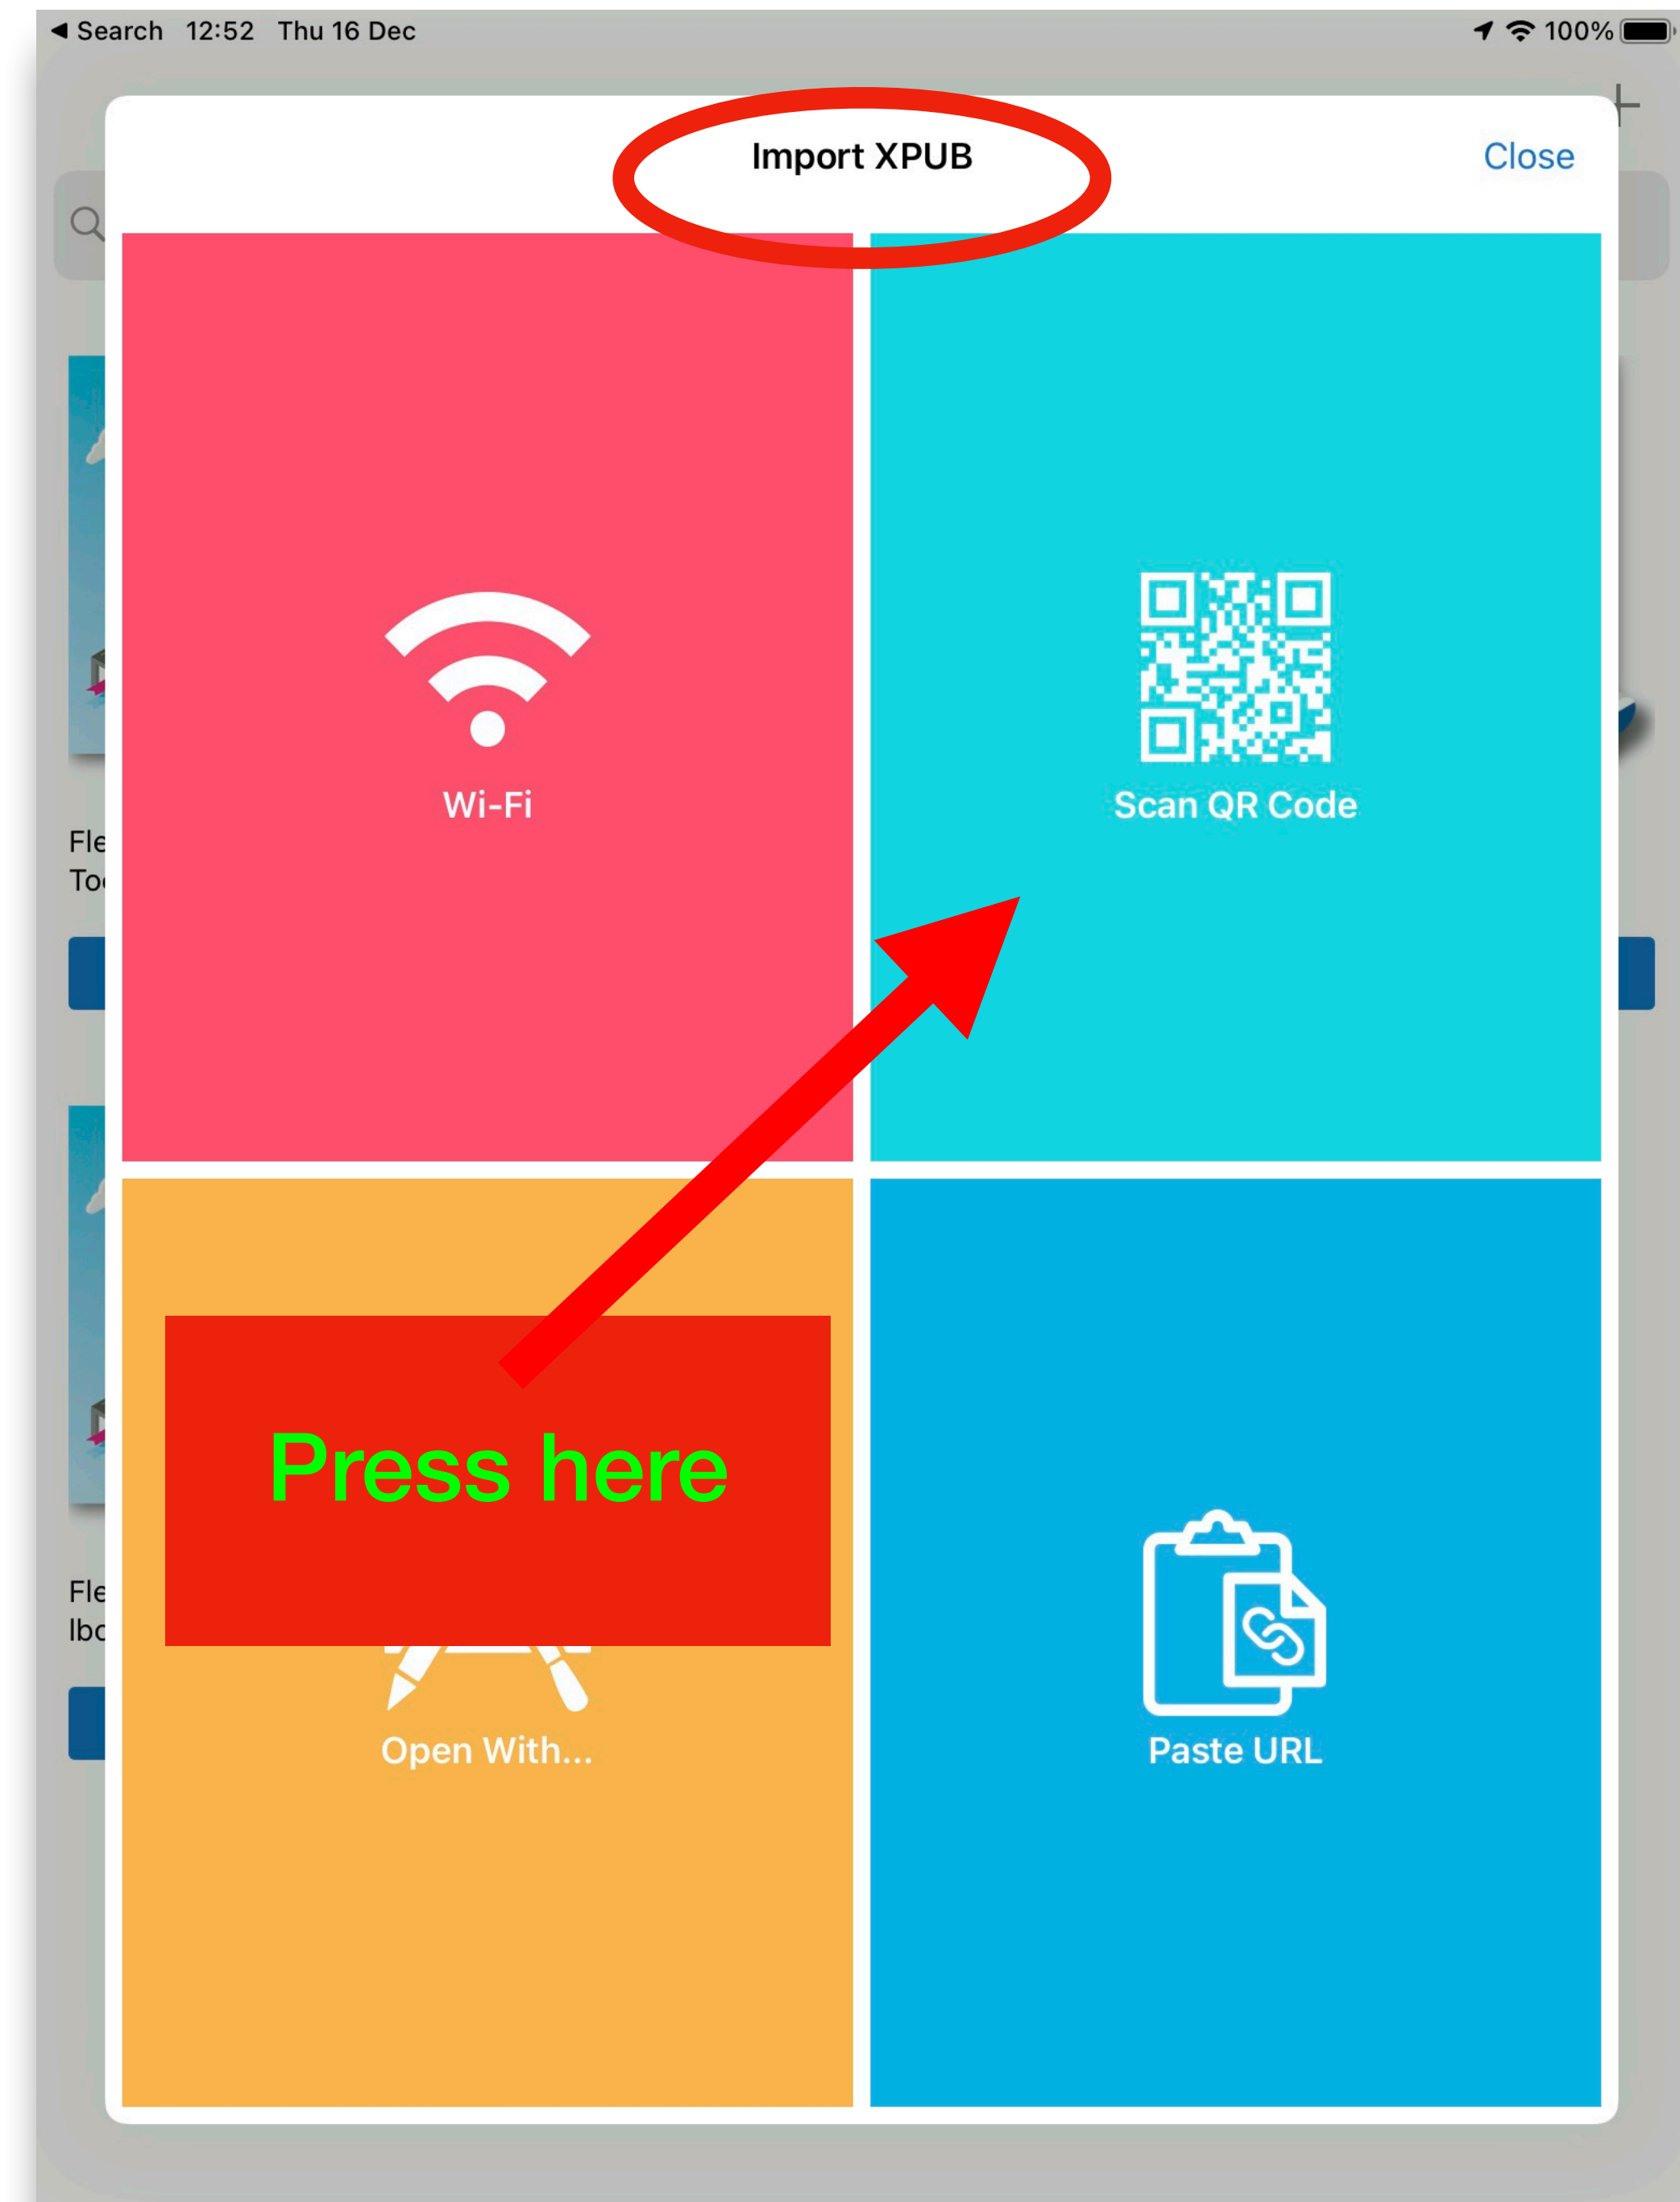 Search 12:52 Thu 16 Dec
100%
Import XPUB
Close
Wi-Fi
Scan QR Code
Press here
Open With...
Paste URL